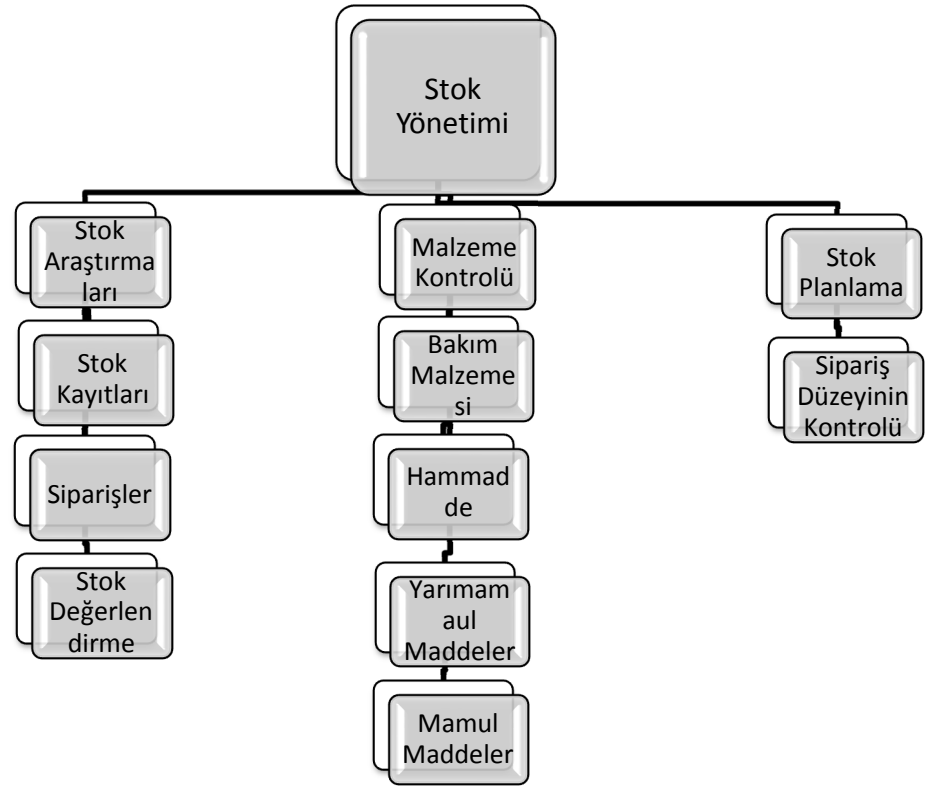 Stok
Yönetimi
Stok
Araştırma
ları
Stok
Kayıtları
Siparişler
Stok
Değerlen
dirme
Malzeme
Kontrolü
Bakım
Malzeme
si
Hammad
de
Yarımam
aul
Maddeler
Mamul
Maddeler
Stok
Planlama
Sipariş
Düzeyinin
Kontrolü